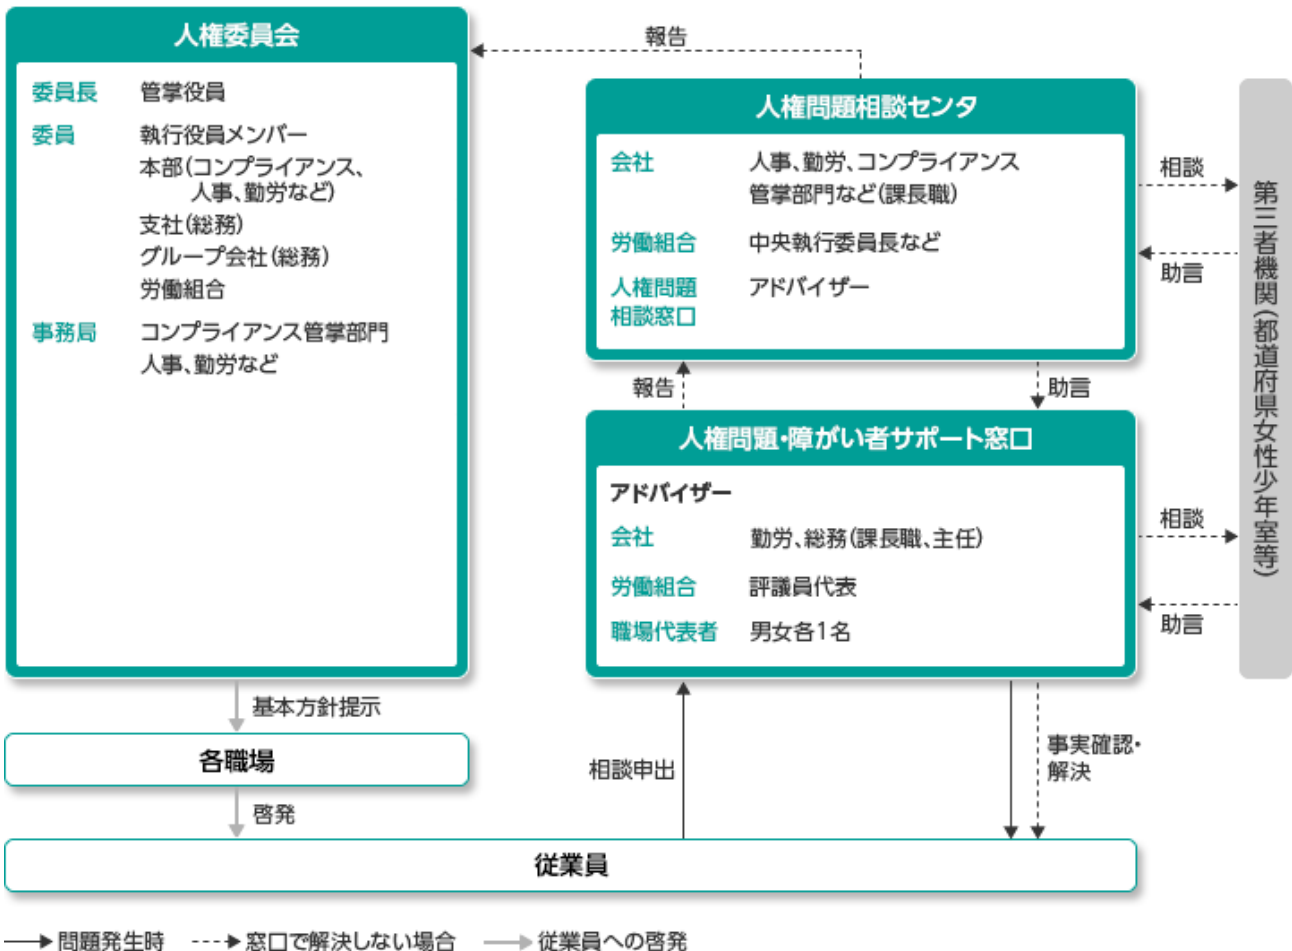 人権委員会
委員長 管掌役員
委員 執行役員メンバー
本部(コンプライアンス、
人事、勤労など)
支社(総務)
グループ会社(総務)
労働組合
事務局 コンプライアンス管掌部門
人事、勤労など
報告
人権問題相談センタ
会社 人事、勤労、コンプライアンス
管掌部門など(課長職)
労働組合 中央執行委員長など
人権問題 アドバイザー
相談窓口
相談
助言
第三者機関(都道府県女性少年室等)
報告
助言
人権問題・障がい者サポート窓口
アドバイザー
会社 勤労、総務(課長職、主任)
労働組合 評議員代表
職場代表者 男女各1名
相談
助言
基本方針提示
各職場
啓発
相談申出
事実確認・
解決
従業員
問題発生時 窓口で解決しない場合 従業員への啓発